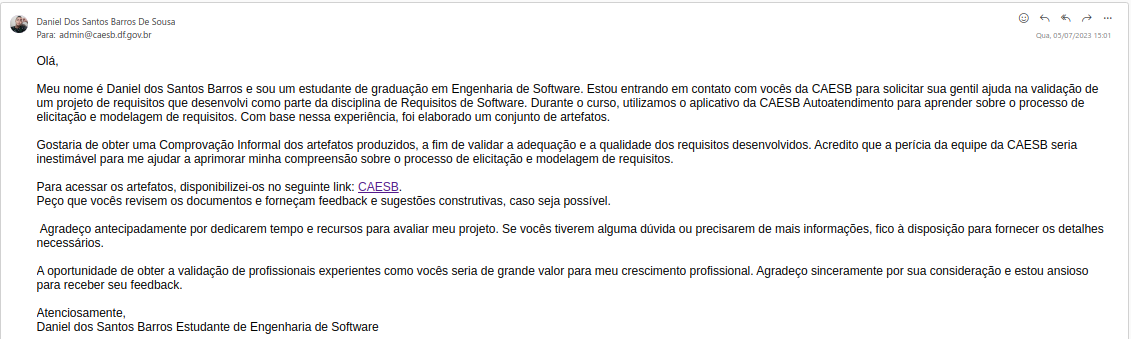 Daniel Dos Santos Barros De Sousa
Para: admin@caesb.df.gov.br
Qua, 05/07/2023 15:01
Olá,
Meu nome é Daniel dos Santos Barros e sou um estudante de graduação em Engenharia de Software. Estou entrando em contato com vocês da CAESB para solicitar sua gentil ajuda na validação de
um projeto de requisitos que desenvolvi como parte da disciplina de Requisitos de Software. Durante o curso, utilizamos o aplicativo da CAESB Autoatendimento para aprender sobre o processo de
elicitação e modelagem de requisitos. Com base nessa experiência, foi elaborado um conjunto de artefatos.
Gostaria de obter uma Comprovação Informal dos artefatos produzidos, a fim de validar a adequação e a qualidade dos requisitos desenvolvidos. Acredito que a perícia da equipe da CAESB seria
inestimável para me ajudar a aprimorar minha compreensão sobre o processo de elicitação e modelagem de requisitos.
Para acessar os artefatos, disponibilizei-os no seguinte link: CAESB.
Peço que vocês revisem os documentos e forneçam feedback e sugestões construtivas, caso seja possível.
Agradeço antecipadamente por dedicarem tempo e recursos para avaliar meu projeto. Se vocês tiverem alguma dúvida ou precisarem de mais informações, fico à disposição para fornecer os detalhes
necessários.
A oportunidade de obter a validação de profissionais experientes como vocês seria de grande valor para meu crescimento profissional. Agradeço sinceramente por sua consideração e estou ansioso
para receber seu feedback.
Atenciosamente,
Daniel dos Santos Barros Estudante de Engenharia de Software